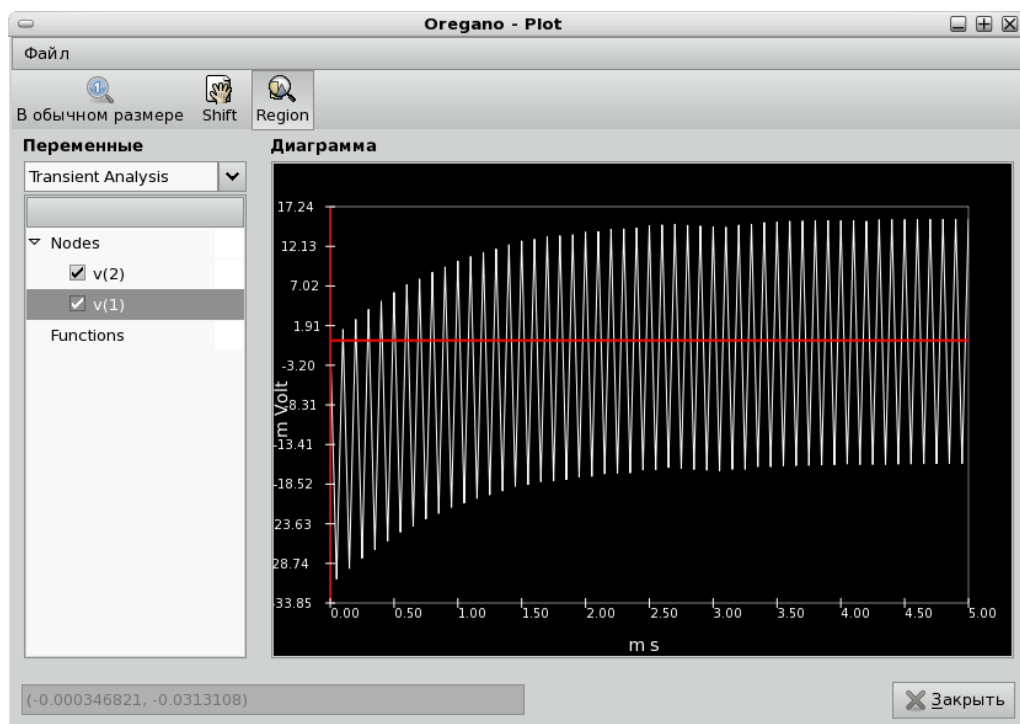 Oregano - Plot
Файл
В обычном размере Shift Region
Переменные
Диаграмма
Transient Analysis
Nodes
v(2)
v(1)
Functions
17.24
12.13
7.02
1.91
-3.20
-8.31
-13.41
-18.52
-23.63
-28.74
-33.85
m Volt
0.00 0.50 1.00 1.50 2.00 2.50 3.00 3.50 4.00 4.50 5.00
m s
(-0.000346821, -0.0313108)
Закрыть